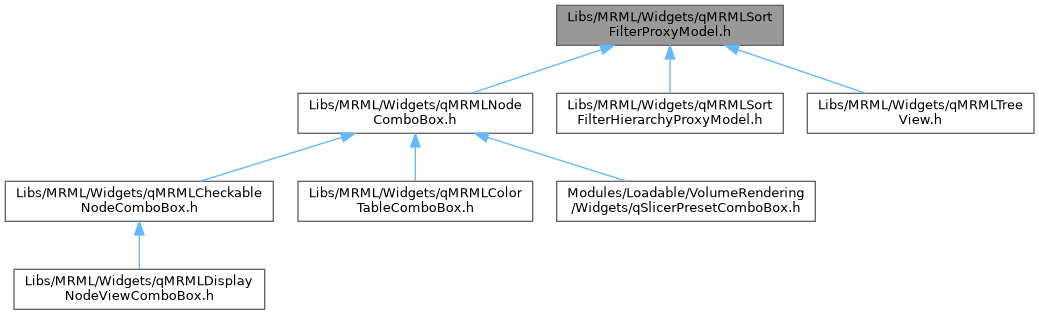 Libs/MRML/Widgets/qMRMLSort
FilterProxyModel.h
Libs/MRML/Widgets/qMRMLNode
ComboBox.h
Libs/MRML/Widgets/qMRMLSort
FilterHierarchyProxyModel.h
Libs/MRML/Widgets/qMRMLTree
View.h
Libs/MRML/Widgets/qMRMLCheckable
NodeComboBox.h
Libs/MRML/Widgets/qMRMLColor
TableComboBox.h
Modules/Loadable/VolumeRendering
/Widgets/qSlicerPresetComboBox.h
Libs/MRML/Widgets/qMRMLDisplay
NodeViewComboBox.h